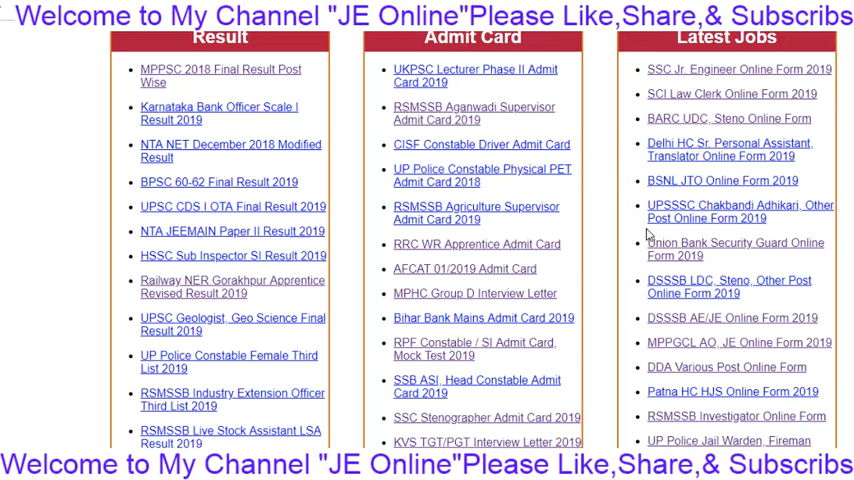 Welcome to My Channel "JE Online"Please Like,Share,& Subscribs
Result
MPPSC 2018 Final Result Post
Wise
Karnataka Bank Officer Scale I
Result 2019
NTA NET December 2018 Modified
Result
BPSC 60-62 Final Result 2019
UPSC CDS I OTA Final Result 2019
NTA JEEMAIN Paper II Result 2019
HSSC Sub Inspector SI Result 2019
Railway NER Gorakhpur Apprentice
Revised Result 2019
UPSC Geologist, Geo Science Final
Result 2019
UP Police Constable Female Third
List 2019
RSMSSB Industry Extension Officer
Third List 2019
RSMSSB Live Stock Assistant LSA
Result 2019
Admit Card
UKPSC Lecturer Phase II Admit
Card 2019
RSMSSB Aganwadi Supervisor
Admit Card 2019
CISF Constable Driver Admit Card
UP Police Constable Physical PET
Admit Card 2018
RSMSSB Agriculture Supervisor
Admit Card 2019
RRC WR Apprentice Admit Card
AFCAT 01/2019 Admit Card
MPHC Group D Interview Letter
Bihar Bank Mains Admit Card 2019
RPF Constable / SI Admit Card,
Mock Test 2019
SSB ASI, Head Constable Admit
Card 2019
SSC Stenographer Admit Card 2019
KVS TGT/PGT Interview Letter 2019
Latest Jobs
SSC Jr. Engineer Online Form 2019
SCI Law Clerk Online Form 2019
BARC UDC, Steno Online Form
Delhi HC Sr. Personal Assistant,
Translator Online Form 2019
BSNL JTO Online Form 2019
UPSSSC Chakbandi Adhikari, Other
Post Online Form 2019
Union Bank Security Guard Online
Form 2019
DSSSB LDC, Steno, Other Post
Online Form 2019
DSSSB AE/JE Online Form 2019
MPPGCL AO, JE Online Form 2019
DDA Various Post Online Form
Patna HC HJS Online Form 2019
RSMSSB Investigator Online Form
UP Police Jail Warden, Fireman
Welcome to My Channel "JE Online"Please Like,Share,& Subscribs